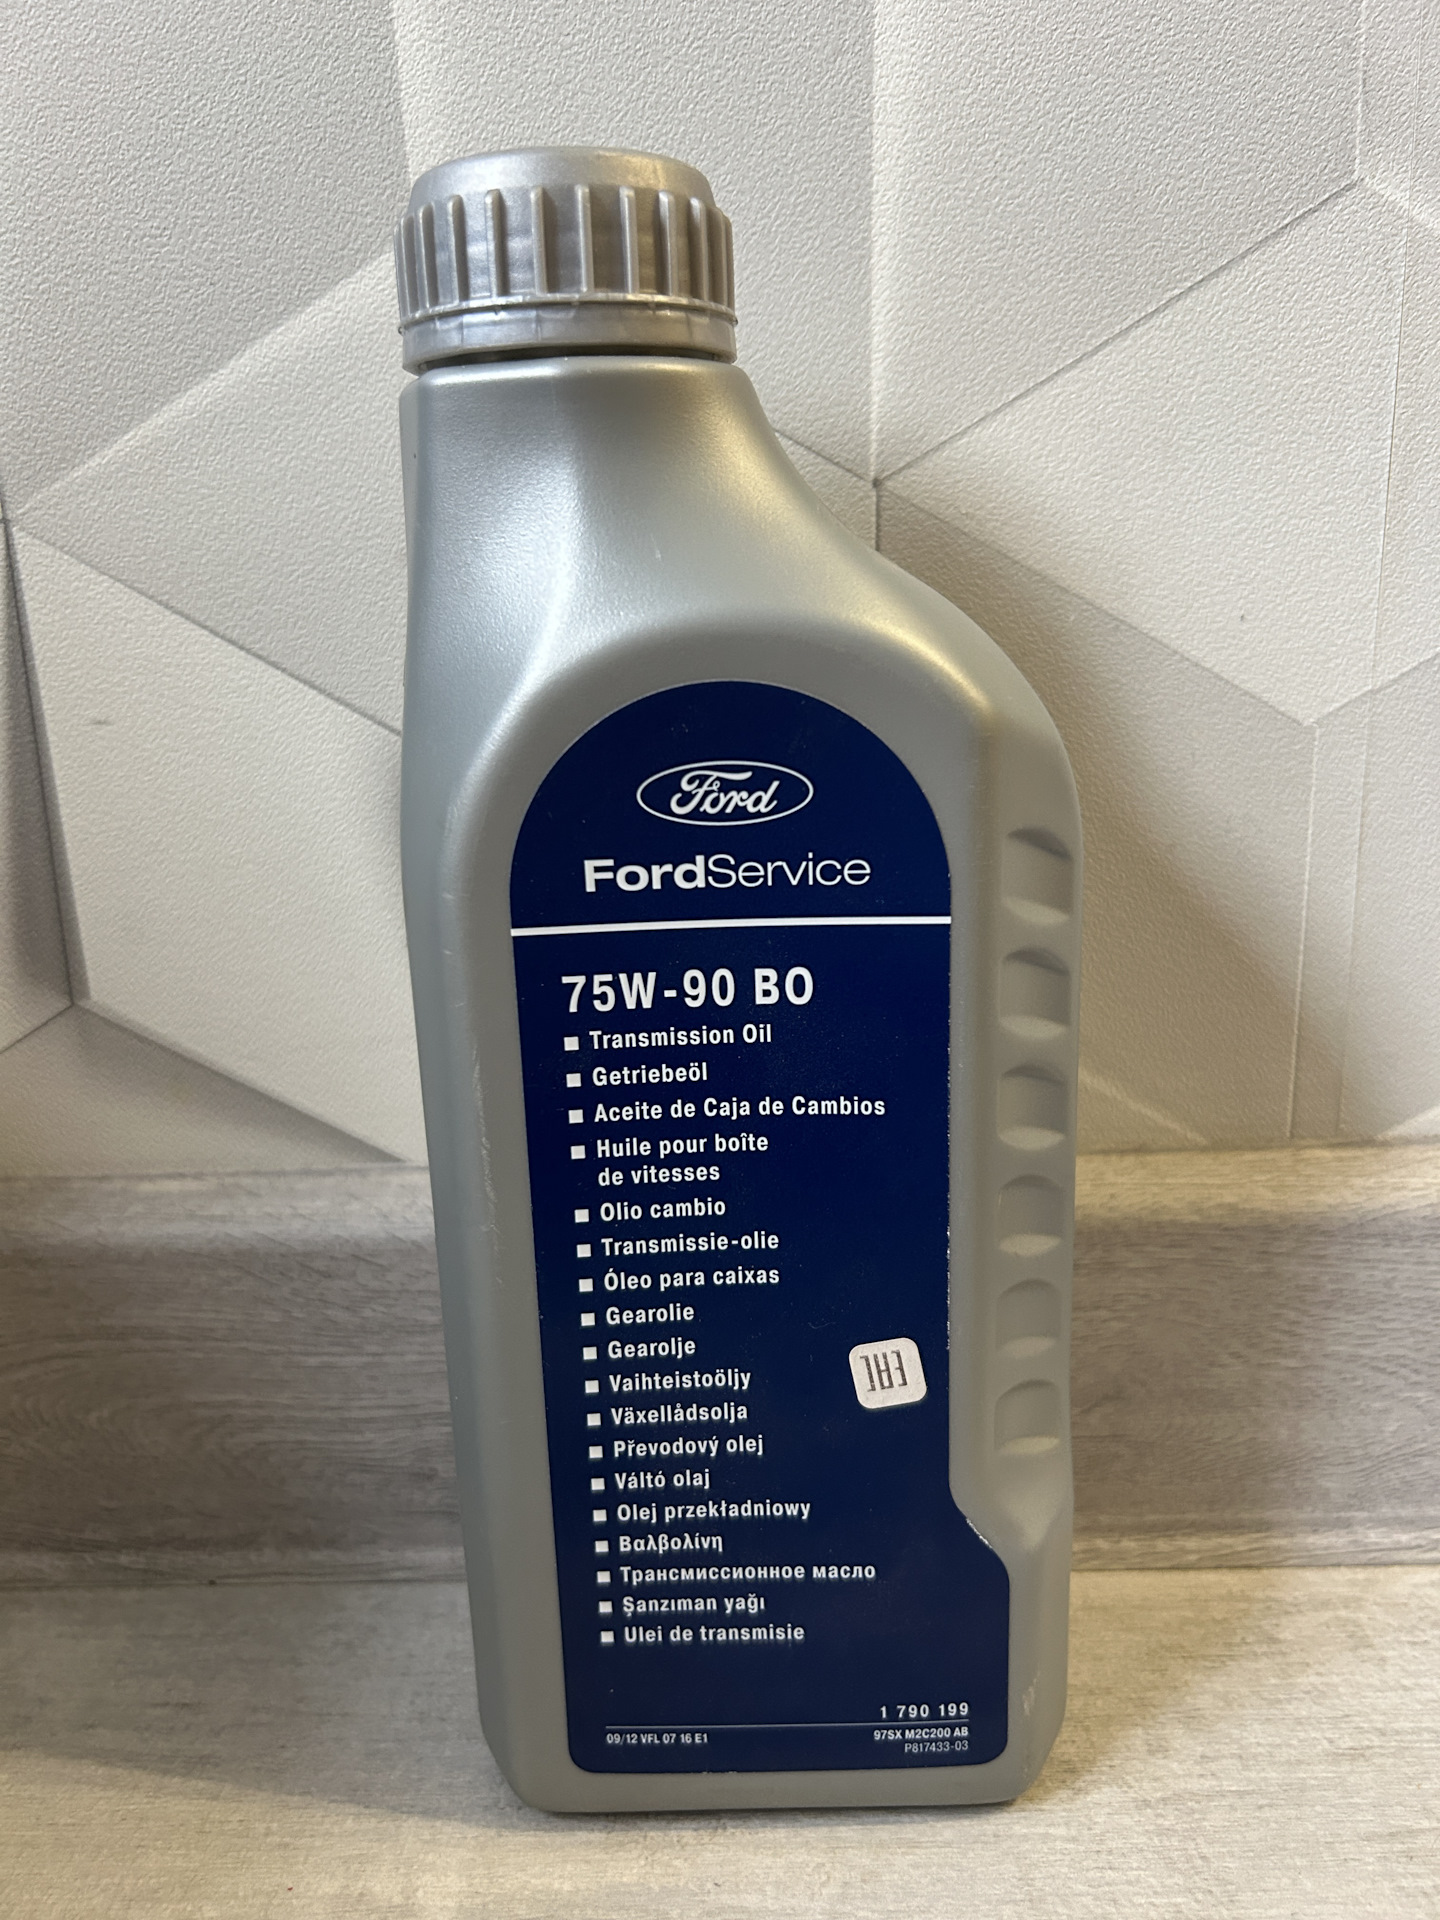 Ford
FordService
75W-90 BO
Transmission Oil
Getriebeöl
Aceite de Caja de Cambios
Huile pour boîte
de vitesses
Olio cambio
Transmissie-olie
Óleo para caixas
Gearolie
Gearolje
Vaihteistoöljy
Växellådsolja
Převodový olej
Váltó olaj
Olej przekładniowy
Βαλβολίνη
Трансмиссионное масло
Şanzıman yağı
Ulei de transmisie
1 790 199
09/12 VFL 07 16 E1
97SX M2C200 AB
P817433-03